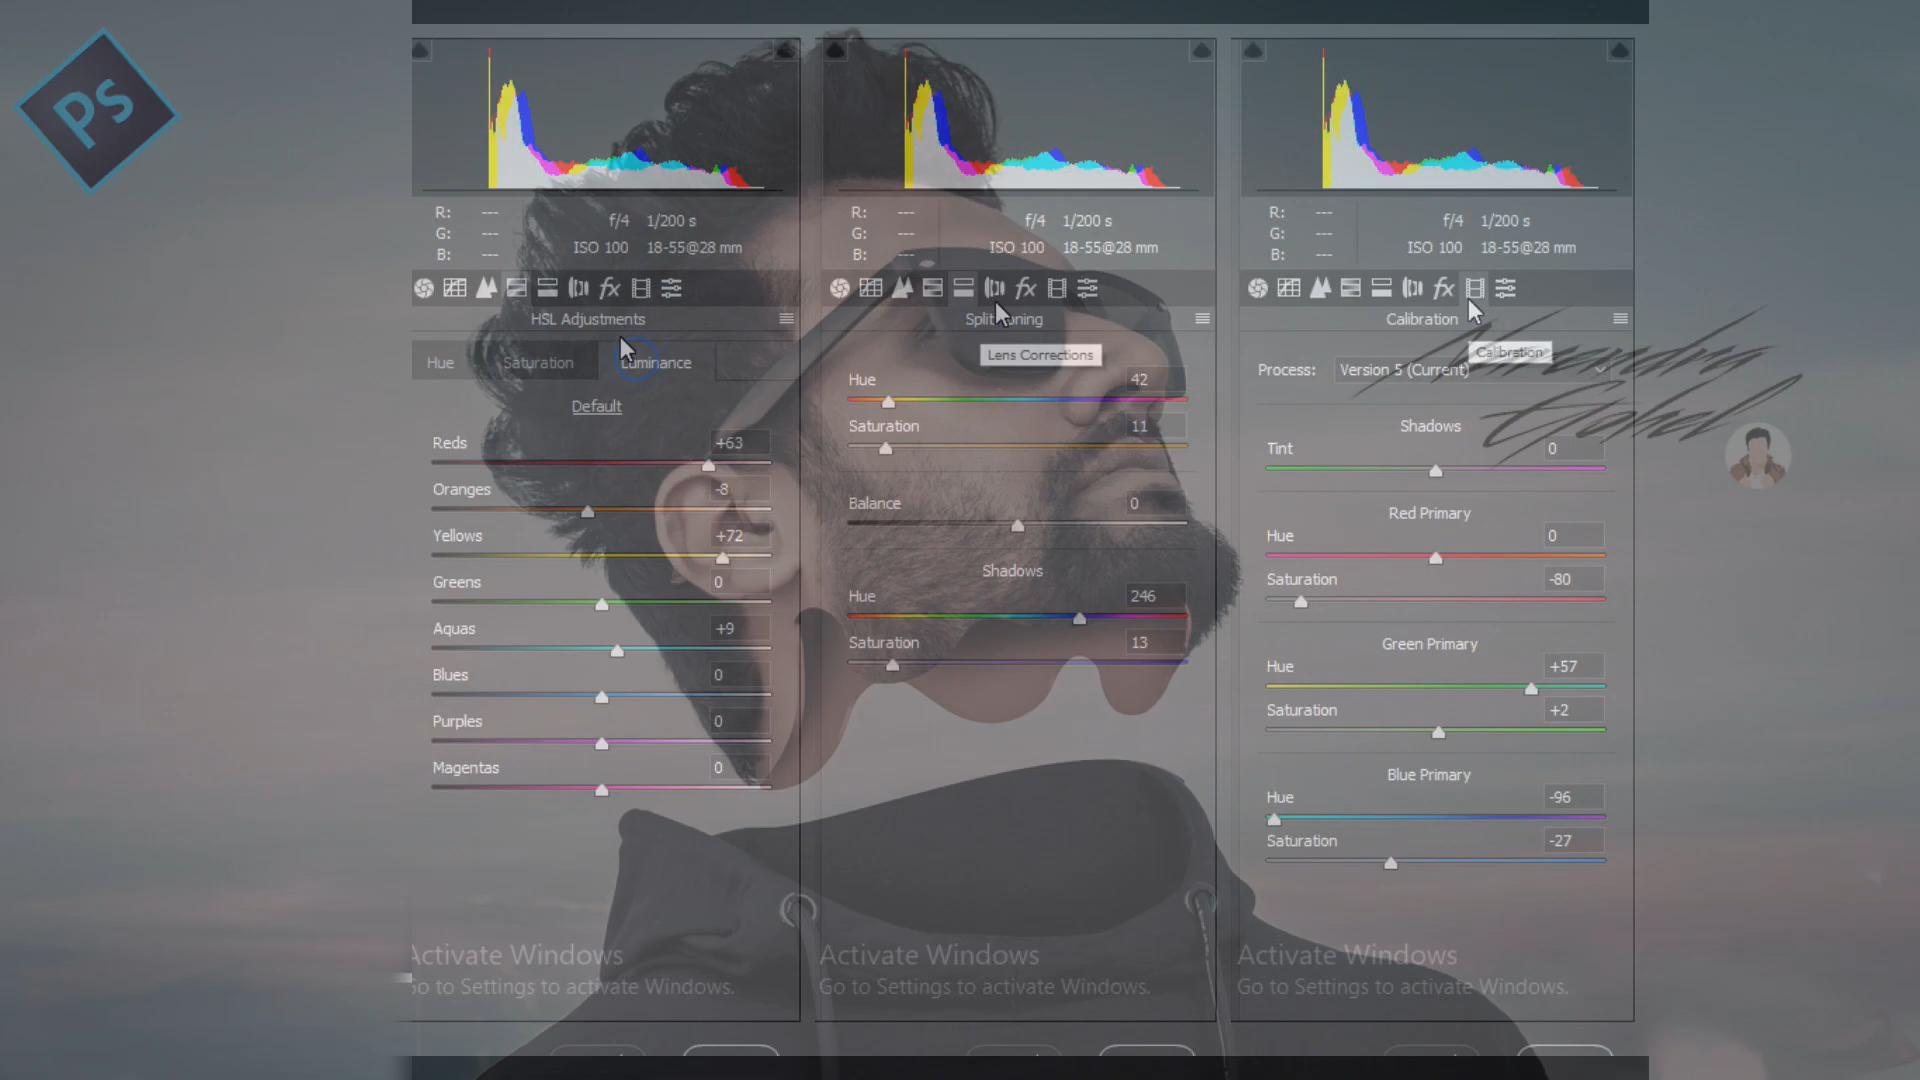 Ps
R: ---
G: ---
B: ---
f/4 1/200 s
ISO 100 18-55@28 mm
fx
HSL Adjustments
Hue Saturation Luminance
Default
Reds +63
Oranges -8
Yellows +72
Greens 0
Aquas +9
Blues 0
Purples 0
Magentas 0
Activate Windows
Go to Settings to activate Windows.
R: ---
G: ---
B: ---
f/4 1/200 s
ISO 100 18-55@28 mm
fx
Split Toning
Lens Corrections
Hue 42
Saturation 11
Balance 0
Shadows
Hue 246
Saturation 13
Activate Windows
Go to Settings to activate Windows.
R: ---
G: ---
B: ---
f/4 1/200 s
ISO 100 18-55@28 mm
fx
Calibration
Calibration
Process: Version 5 (Current)
Shadows
Tint 0
Red Primary
Hue 0
Saturation -80
Green Primary
Hue +57
Saturation +2
Blue Primary
Hue -96
Saturation -27
Activate Windows
Go to Settings to activate Windows.